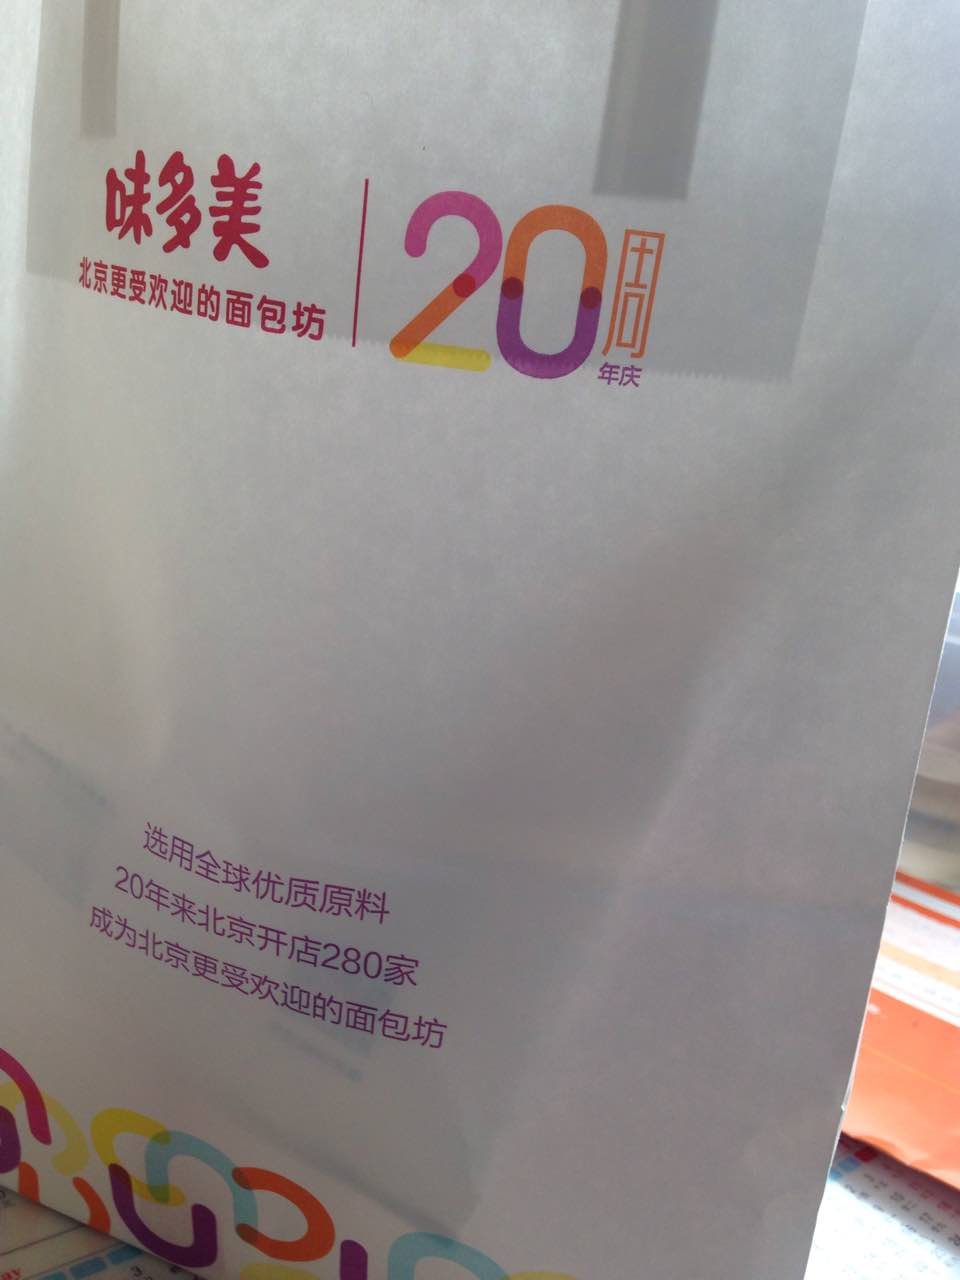 味多美
北京更受欢迎的面包坊
20周
年庆
选用全球优质原料
20年来北京开店280家
成为北京更受欢迎的面包坊